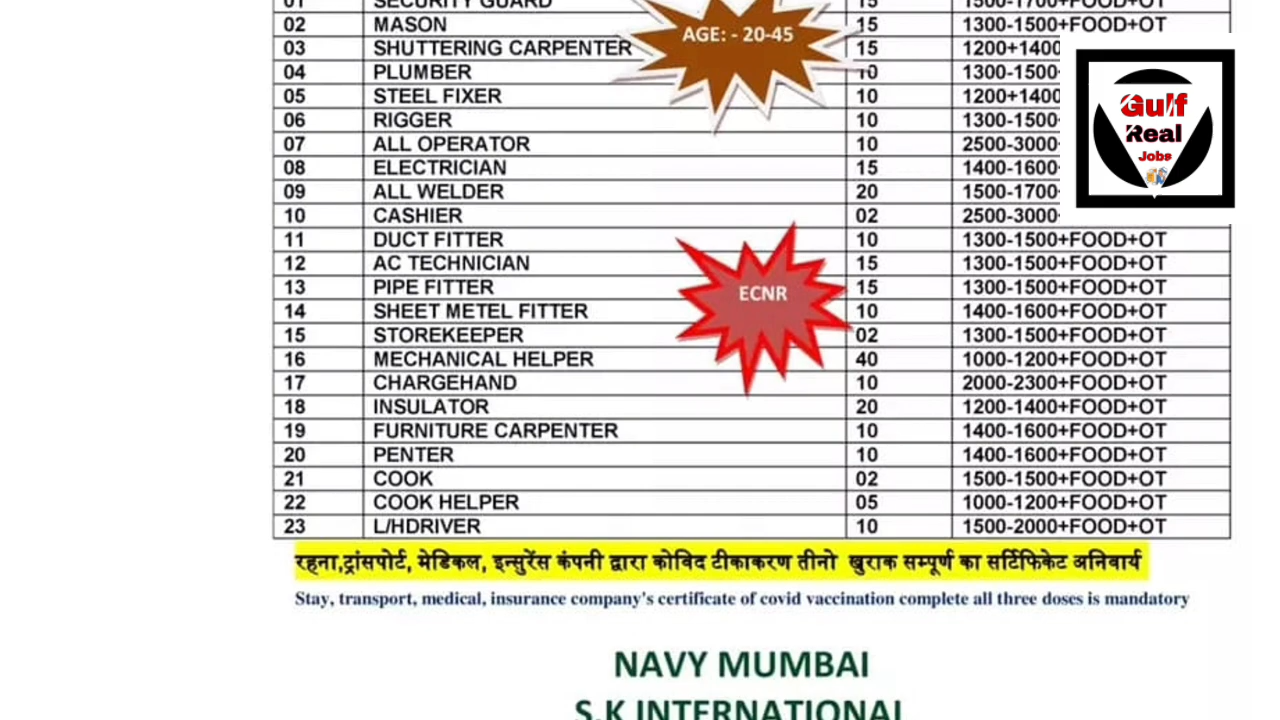 01 SECURITY GUARD 15 1500-1700+FOOD+OT
02 MASON 15 1300-1500+FOOD+OT
AGE: - 20-45
03 SHUTTERING CARPENTER 15 1200+1400
04 PLUMBER 10 1300-1500
05 STEEL FIXER 10 1200+1400
06 RIGGER 10 1300-1500
07 ALL OPERATOR 10 2500-3000
08 ELECTRICIAN 15 1400-1600
09 ALL WELDER 20 1500-1700
10 CASHIER 02 2500-3000
Gulf
Real
Jobs
11 DUCT FITTER 10 1300-1500+FOOD+OT
12 AC TECHNICIAN 15 1300-1500+FOOD+OT
13 PIPE FITTER 15 1300-1500+FOOD+OT
ECNR
14 SHEET METEL FITTER 10 1400-1600+FOOD+OT
15 STOREKEEPER 02 1300-1500+FOOD+OT
16 MECHANICAL HELPER 40 1000-1200+FOOD+OT
17 CHARGEHAND 10 2000-2300+FOOD+OT
18 INSULATOR 20 1200-1400+FOOD+OT
19 FURNITURE CARPENTER 10 1400-1600+FOOD+OT
20 PENTER 10 1400-1600+FOOD+OT
21 COOK 02 1500-1500+FOOD+OT
22 COOK HELPER 05 1000-1200+FOOD+OT
23 L/HDRIVER 10 1500-2000+FOOD+OT
रहना,ट्रांसपोर्ट, मेडिकल, इन्सुरेंस कंपनी द्वारा कोविद टीकाकरण तीनो खुराक सम्पूर्ण का सर्टिफिकेट अनिवार्य
Stay, transport, medical, insurance company's certificate of covid vaccination complete all three doses is mandatory
NAVY MUMBAI
S.K INTERNATIONAL